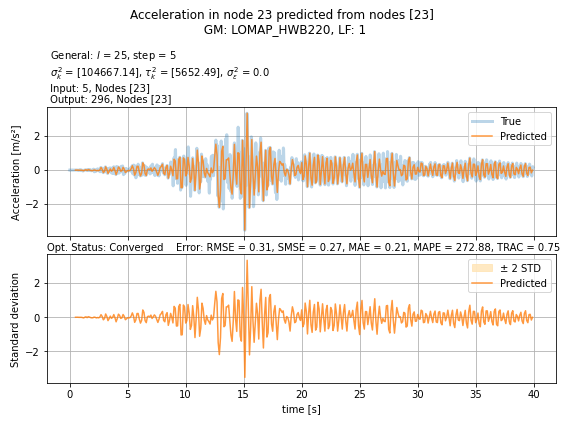 Acceleration in node 23 predicted from nodes [23]
GM: LOMAP_HWB220, LF: 1
General: l = 25, step = 5
σ²ₖ = [104667.14], τ²ₖ = [5652.49], σ²ₑ = 0.0
Input: 5, Nodes [23]
Output: 296, Nodes [23]
Acceleration [m/s²]
2
0
−2
True
Predicted
Opt. Status: Converged    Error: RMSE = 0.31, SMSE = 0.27, MAE = 0.21, MAPE = 272.88, TRAC = 0.75
Standard deviation
2
0
−2
± 2 STD
Predicted
0 5 10 15 20 25 30 35 40
time [s]